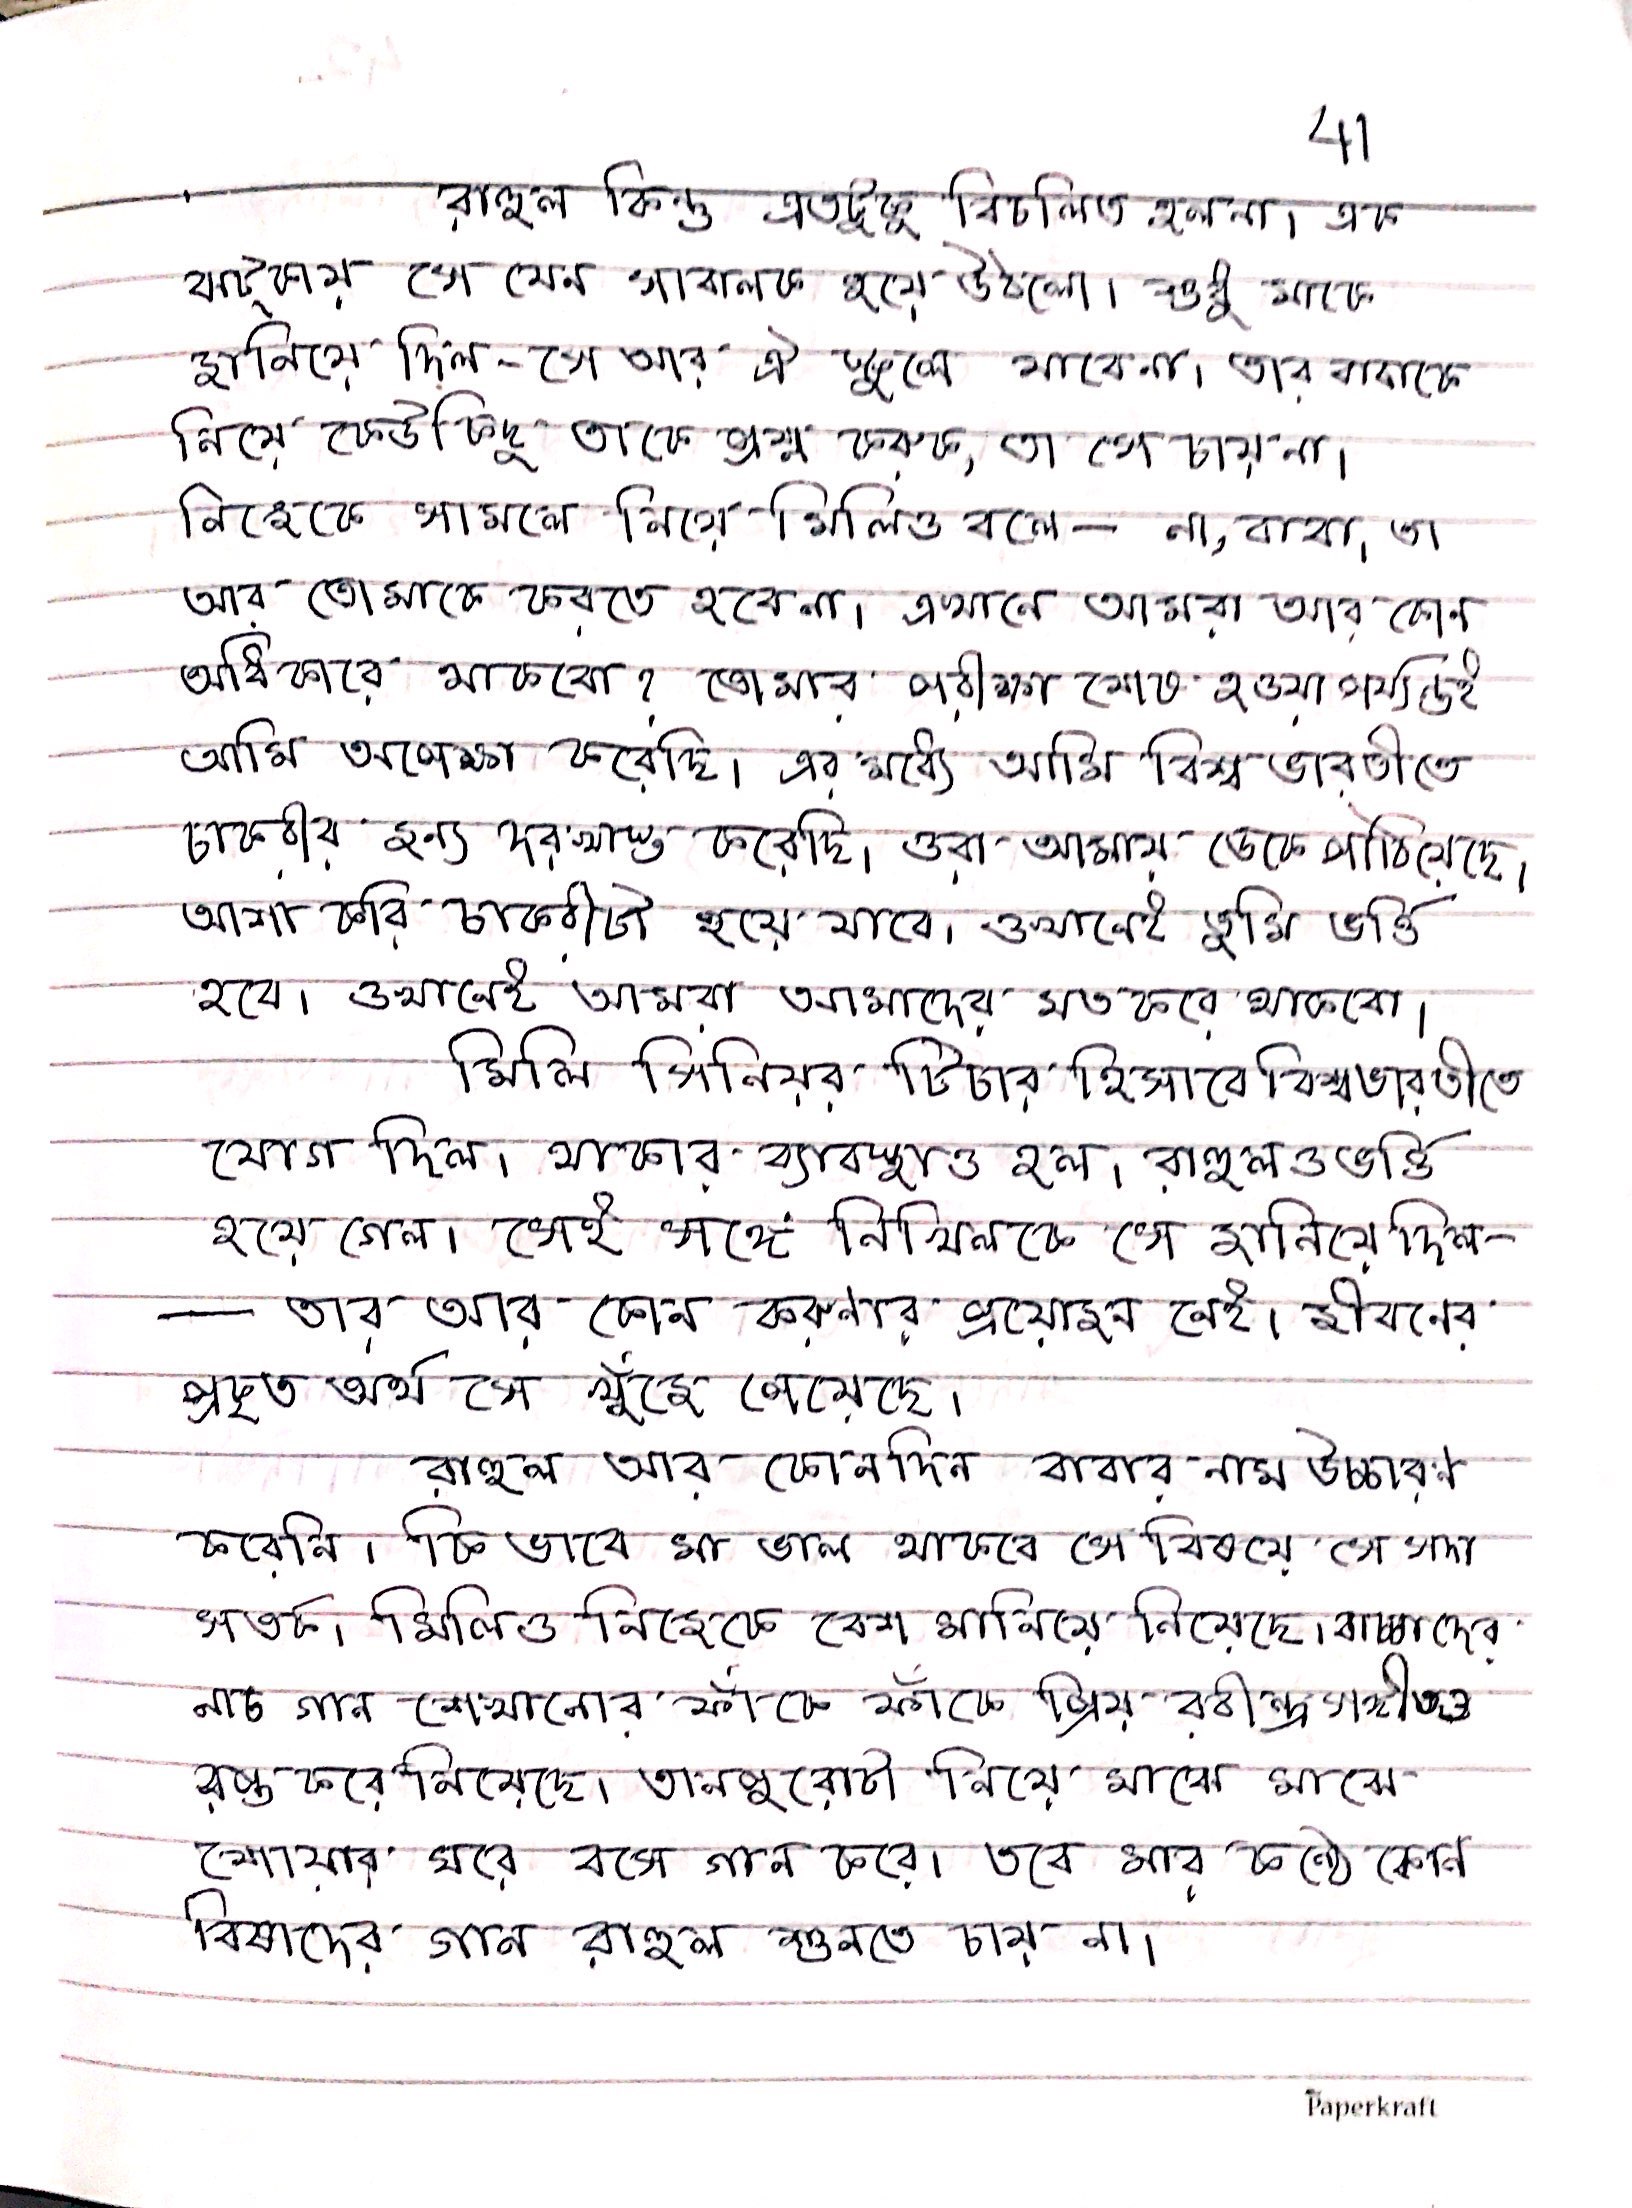 41
রাহুল কিন্তু এতটুকু বিচলিত হলনা। এক
ঝট্‌কায় সে যেন সাবালক হয়ে উঠলো। শুধু মাকে
জানিয়ে দিল - সে আর ঐ স্কুলে যাবেনা। তার বাবাকে
নিয়ে কেউ কিছু তাকে প্রশ্ন করুক, তা সে চায় না।
নিজেকে সামলে নিয়ে মিলিও বলে — না, বাবা, তা
আর তোমাকে করতে হবেনা। এখানে আমরা আর কোন
অধিকারে থাকবো? তোমার পরীক্ষা শেষ হওয়া পর্য্যন্তই
আমি অপেক্ষা করেছি। এর মধ্যে আমি বিশ্ব ভারতীতে
চাকরীর জন্য দরখাস্ত করেছি। ওরা আমায় ডেকে পাঠিয়েছে।
আশা করি চাকরীটা হয়ে যাবে। ওখানেই তুমি ভর্ত্তি
হবে। ওখানেই আমরা আমাদের মত করে থাকবো।
মিলি সিনিয়র টিচার হিসাবে বিশ্বভারতীতে
যোগ দিল। থাকার ব্যাবস্থাও হল। রাহুলও ভর্ত্তি
হয়ে গেল। সেই সঙ্গে নিখিলকে সে জানিয়ে দিল -
— তার আর কোন করুণার প্রয়োজন নেই। জীবনের
প্রকৃত অর্থ সে খুঁজে পেয়েছে।
রাহুল আর কোনদিন বাবার নাম উচ্চারণ
করেনি। কি ভাবে মা ভাল থাকবে সে বিষয়ে সে সদা
সতর্ক। মিলিও নিজেকে বেশ মানিয়ে নিয়েছে। বাচ্চাদের
নাচ গান শেখানোর ফাঁকে ফাঁকে প্রিয় রবীন্দ্র সঙ্গীতও
রপ্ত করে নিয়েছে। তানপুরোটা নিয়ে মাঝে মাঝে
শোয়ার ঘরে বসে গান করে। তবে মার কণ্ঠে কোন
বিষাদের গান রাহুল শুনতে চায় না।
Paperkraft